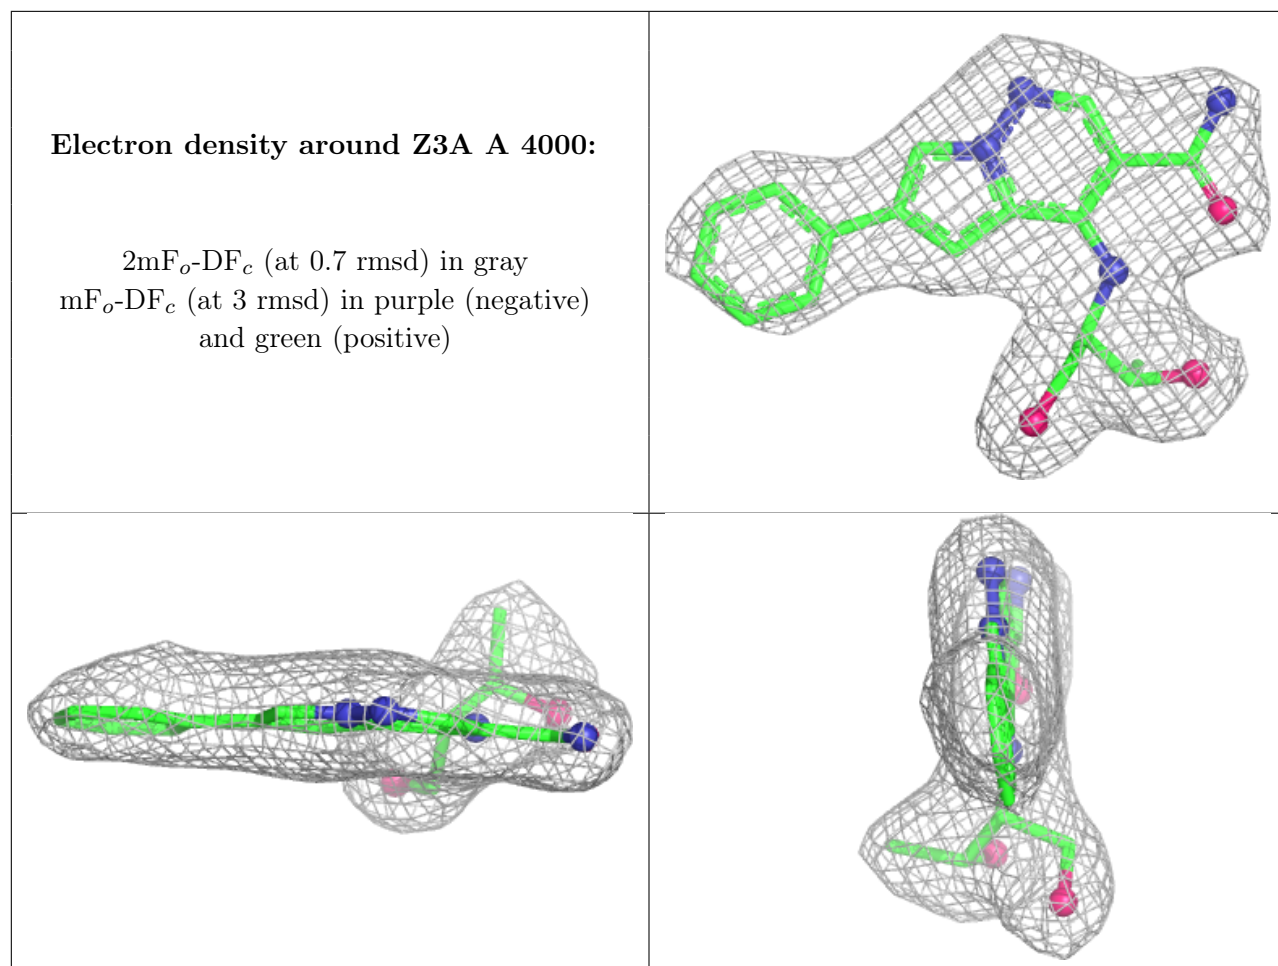 Electron density around Z3A A 4000:
2mFₒ-DF𝒸 (at 0.7 rmsd) in gray
mFₒ-DF𝒸 (at 3 rmsd) in purple (negative)
and green (positive)